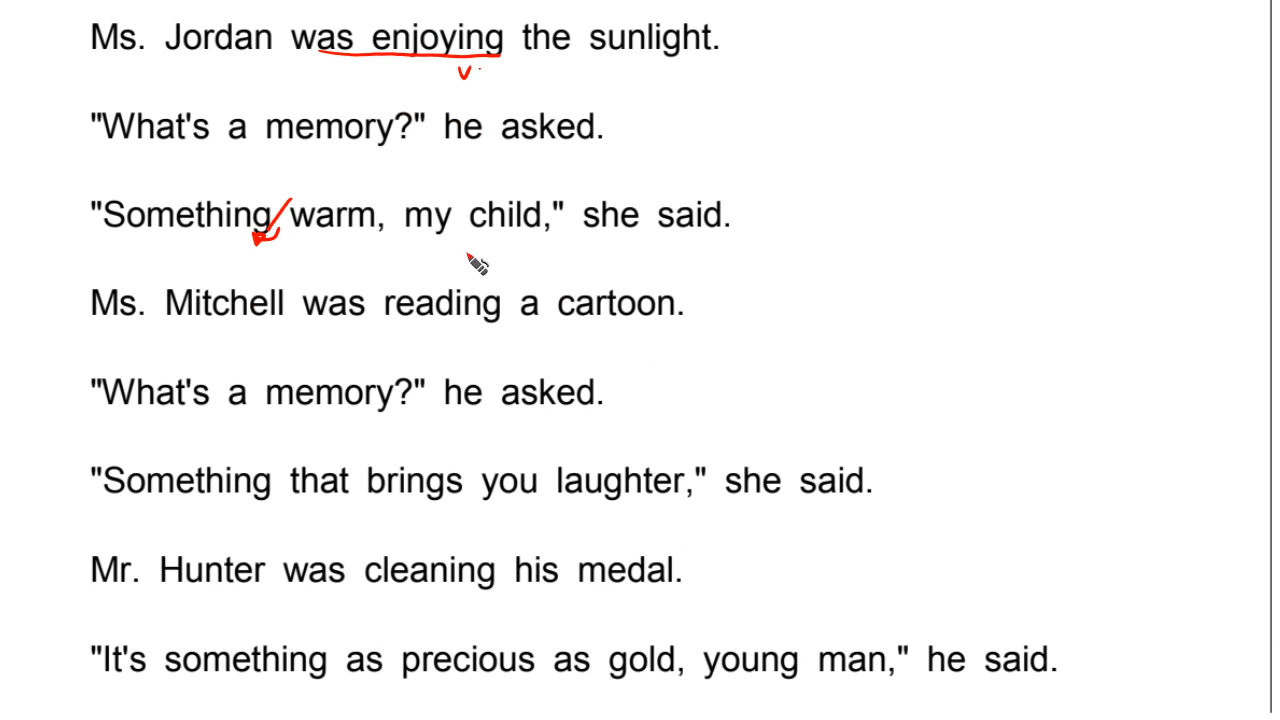 Ms. Jordan was enjoying the sunlight.
v
"What's a memory?" he asked.
"Something warm, my child," she said.
Ms. Mitchell was reading a cartoon.
"What's a memory?" he asked.
"Something that brings you laughter," she said.
Mr. Hunter was cleaning his medal.
"It's something as precious as gold, young man," he said.